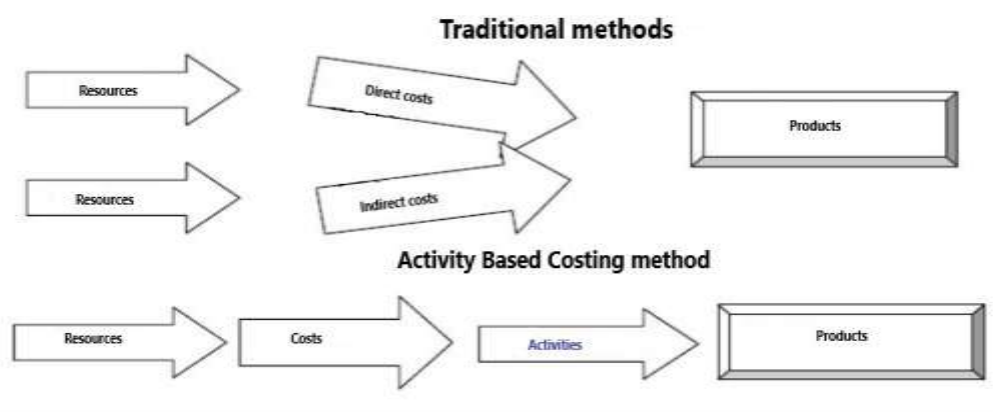 Traditional methods
Resources
Direct costs
Products
Resources
Indirect costs
Activity Based Costing method
Resources
Costs
Activities
Products